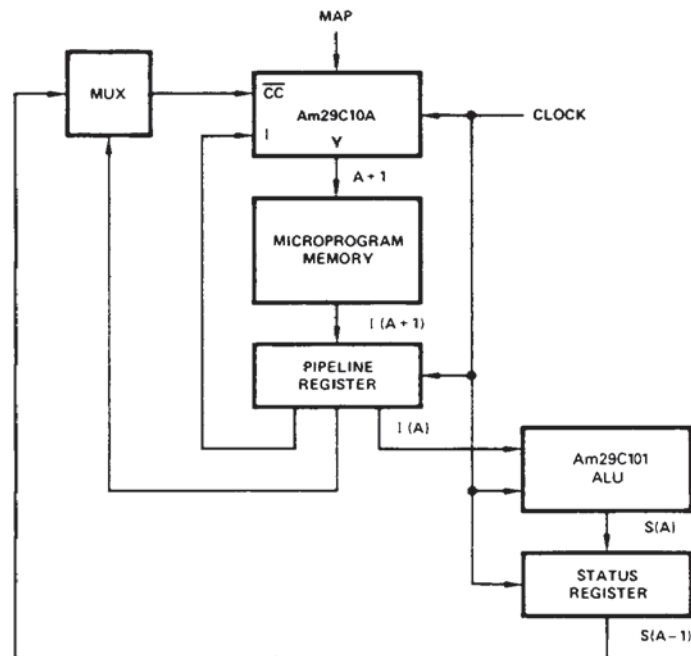 MAP
MUX
CC
Am29C10A
I
Y
CLOCK
A+1
MICROPROGRAM
MEMORY
I(A+1)
PIPELINE
REGISTER
I(A)
Am29C101
ALU
S(A)
STATUS
REGISTER
S(A-1)